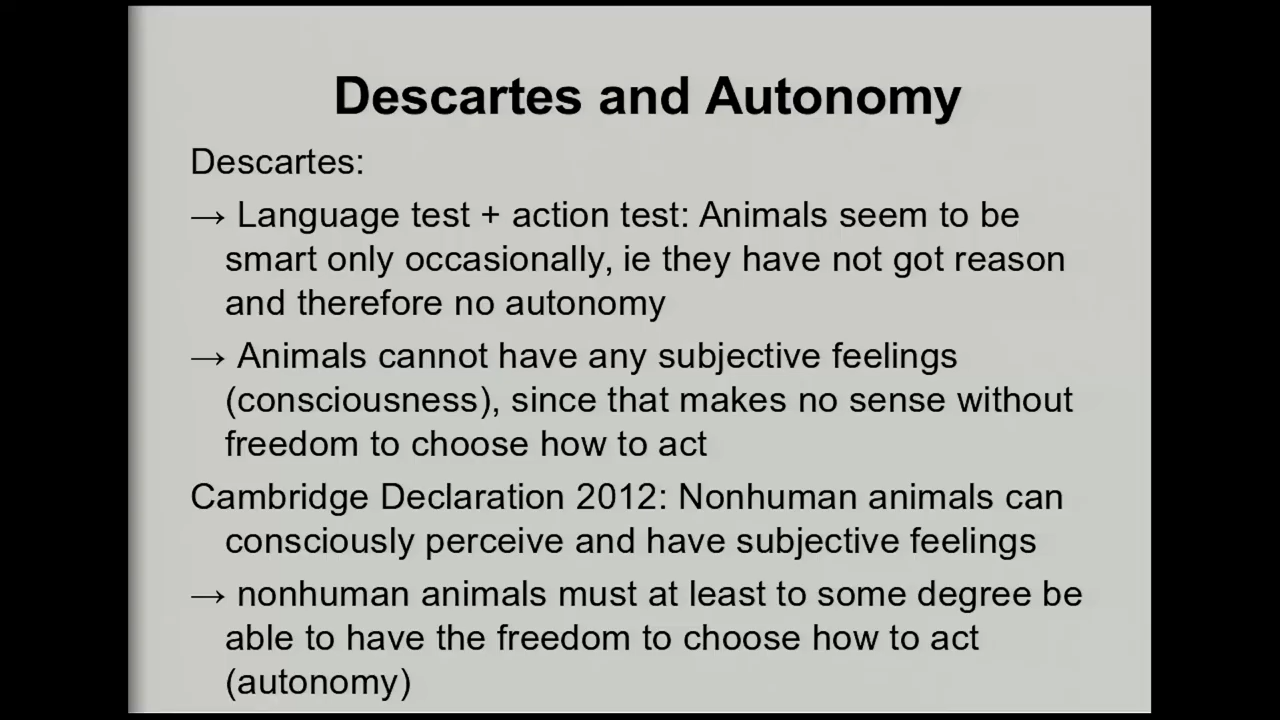 Descartes and Autonomy
Descartes:
→ Language test + action test: Animals seem to be
smart only occasionally, ie they have not got reason
and therefore no autonomy
→ Animals cannot have any subjective feelings
(consciousness), since that makes no sense without
freedom to choose how to act
Cambridge Declaration 2012: Nonhuman animals can
consciously perceive and have subjective feelings
→ nonhuman animals must at least to some degree be
able to have the freedom to choose how to act
(autonomy)